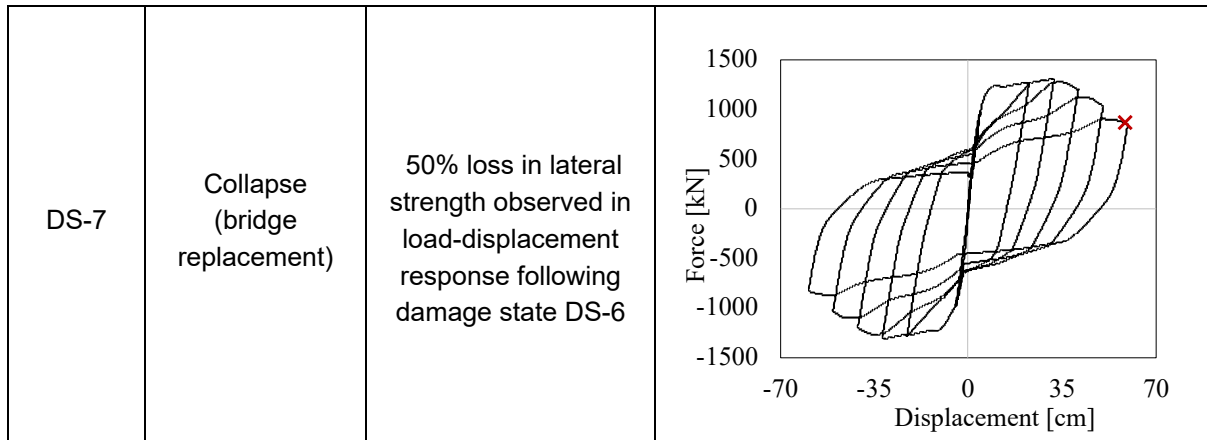 DS-7
Collapse
(bridge
replacement)
50% loss in lateral
strength observed in
load-displacement
response following
damage state DS-6
Force [kN]
1500
1000
500
0
-500
-1000
-1500
-70 -35 0 35 70
Displacement [cm]